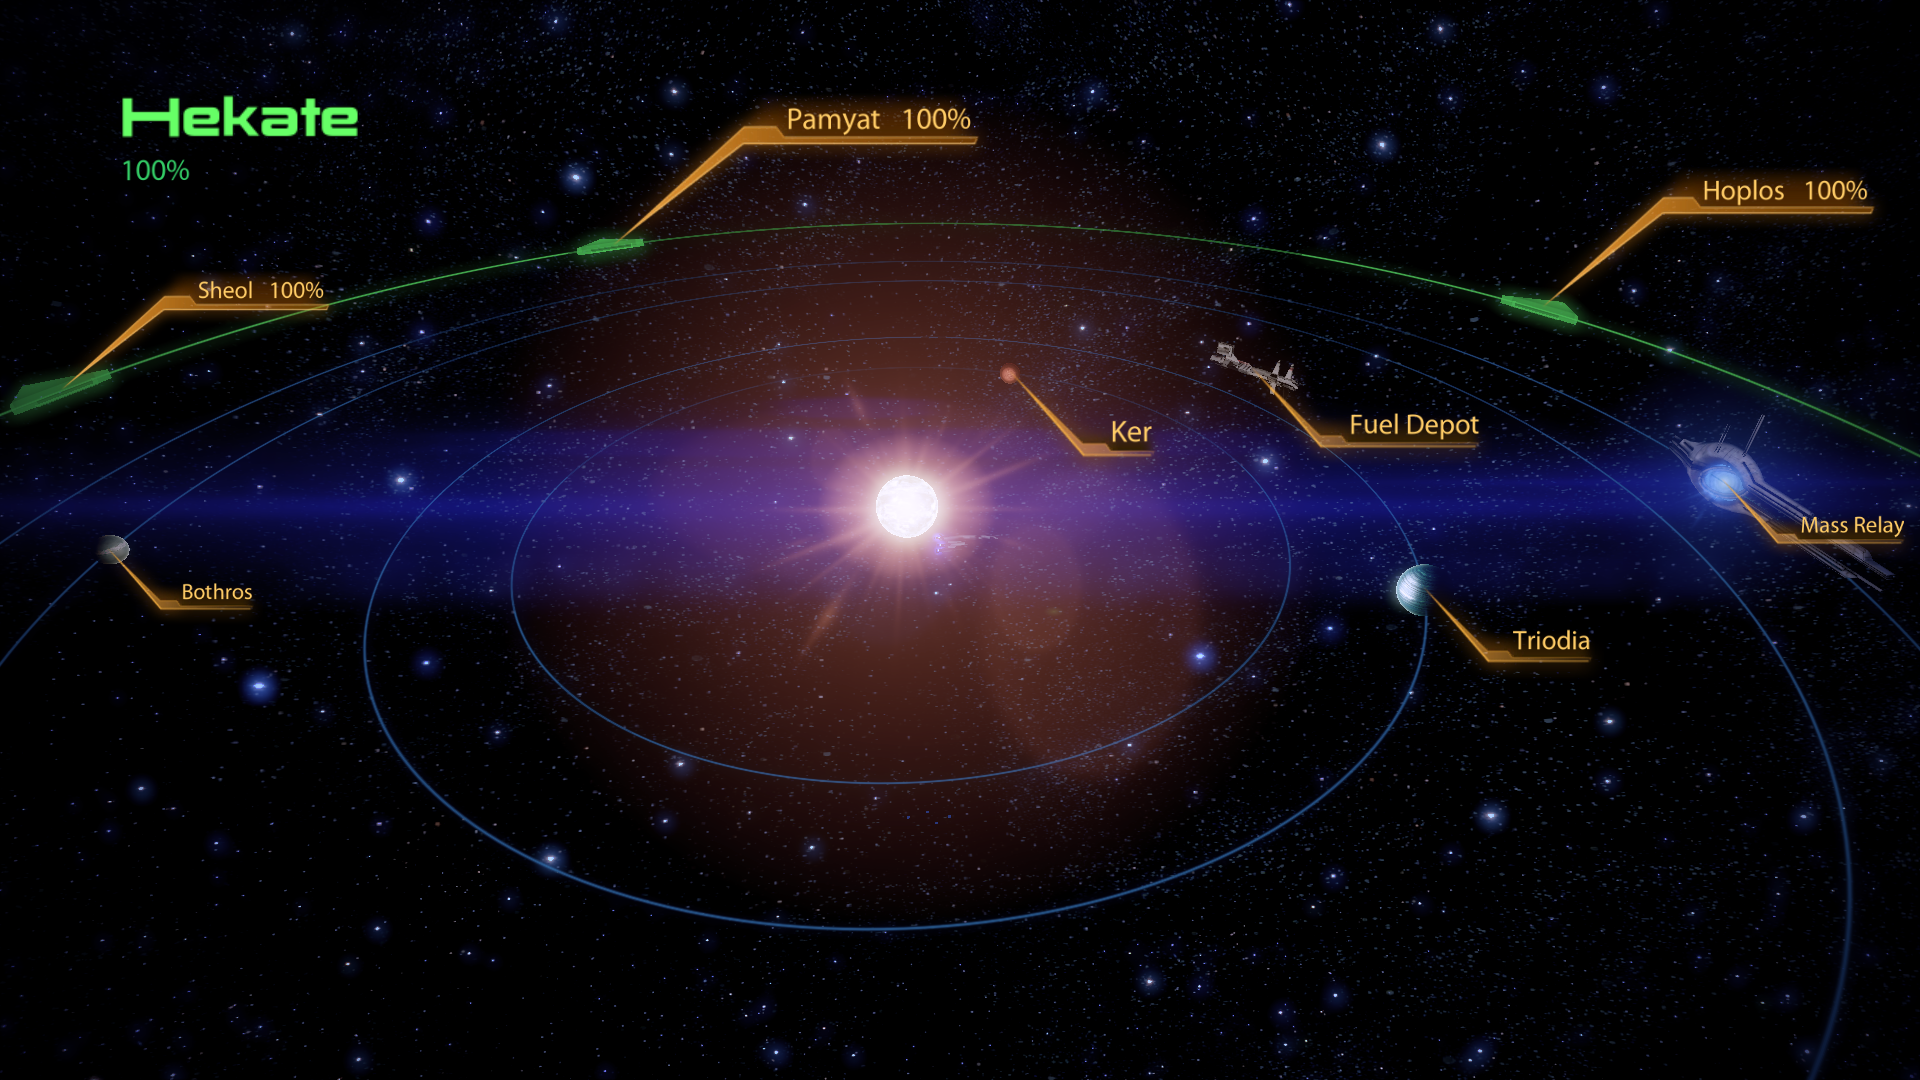 Hekate
100%
Pamyat 100%
Hoplos 100%
Sheol 100%
Ker
Fuel Depot
Mass Relay
Bothros
Triodia